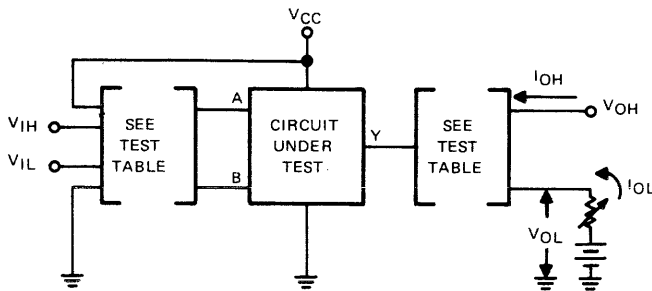 VCC
IOH
A
VIH
SEE
TEST
TABLE
CIRCUIT
UNDER
TEST.
Y
SEE
TEST
TABLE
VOH
VIL
B
IOL
VOL